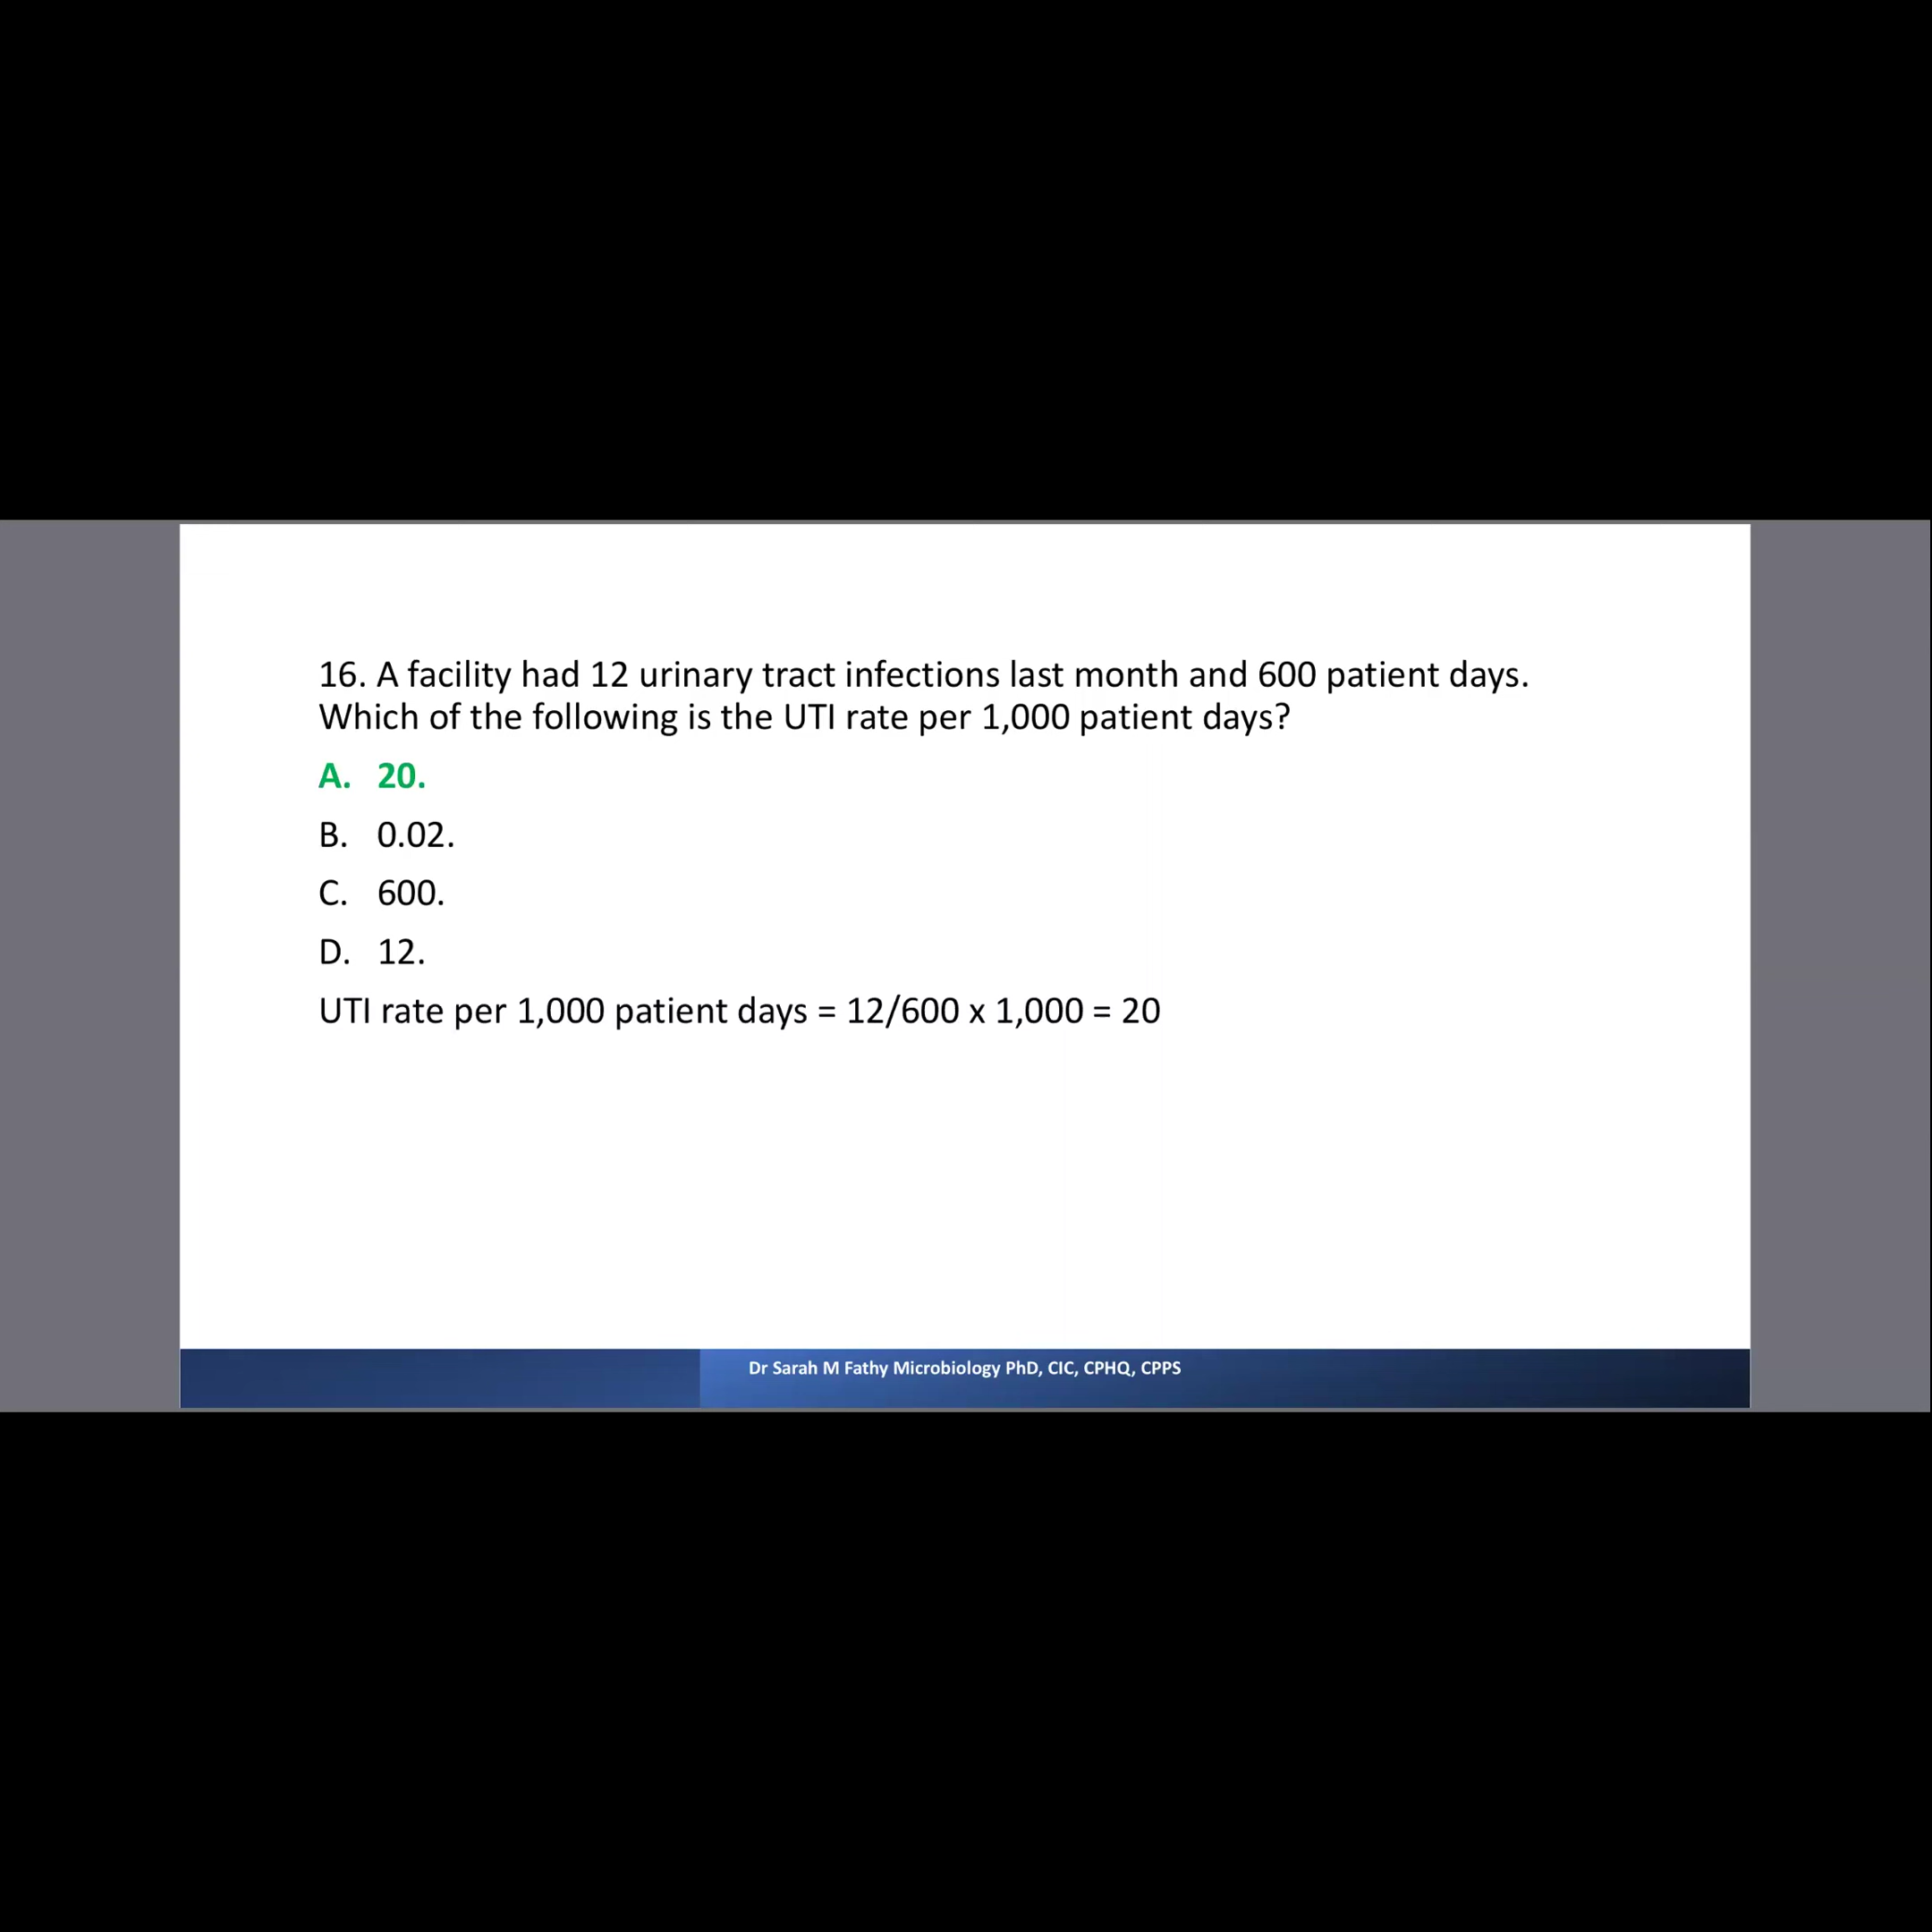 16. A facility had 12 urinary tract infections last month and 600 patient days.
Which of the following is the UTI rate per 1,000 patient days?
A. 20.
B. 0.02.
C. 600.
D. 12.
UTI rate per 1,000 patient days = 12/600 x 1,000 = 20
Dr Sarah M Fathy Microbiology PhD, CIC, CPHQ, CPPS